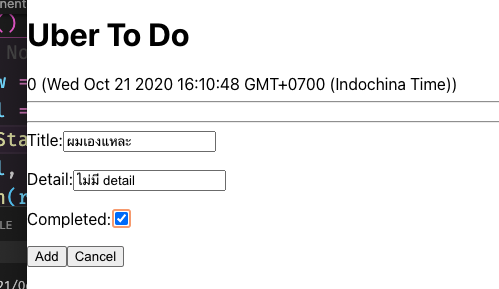 Uber To Do
0 (Wed Oct 21 2020 16:10:48 GMT+0700 (Indochina Time))
Title:ผมเองแหละ
Detail:ไม่มี detail
Completed:
Add Cancel